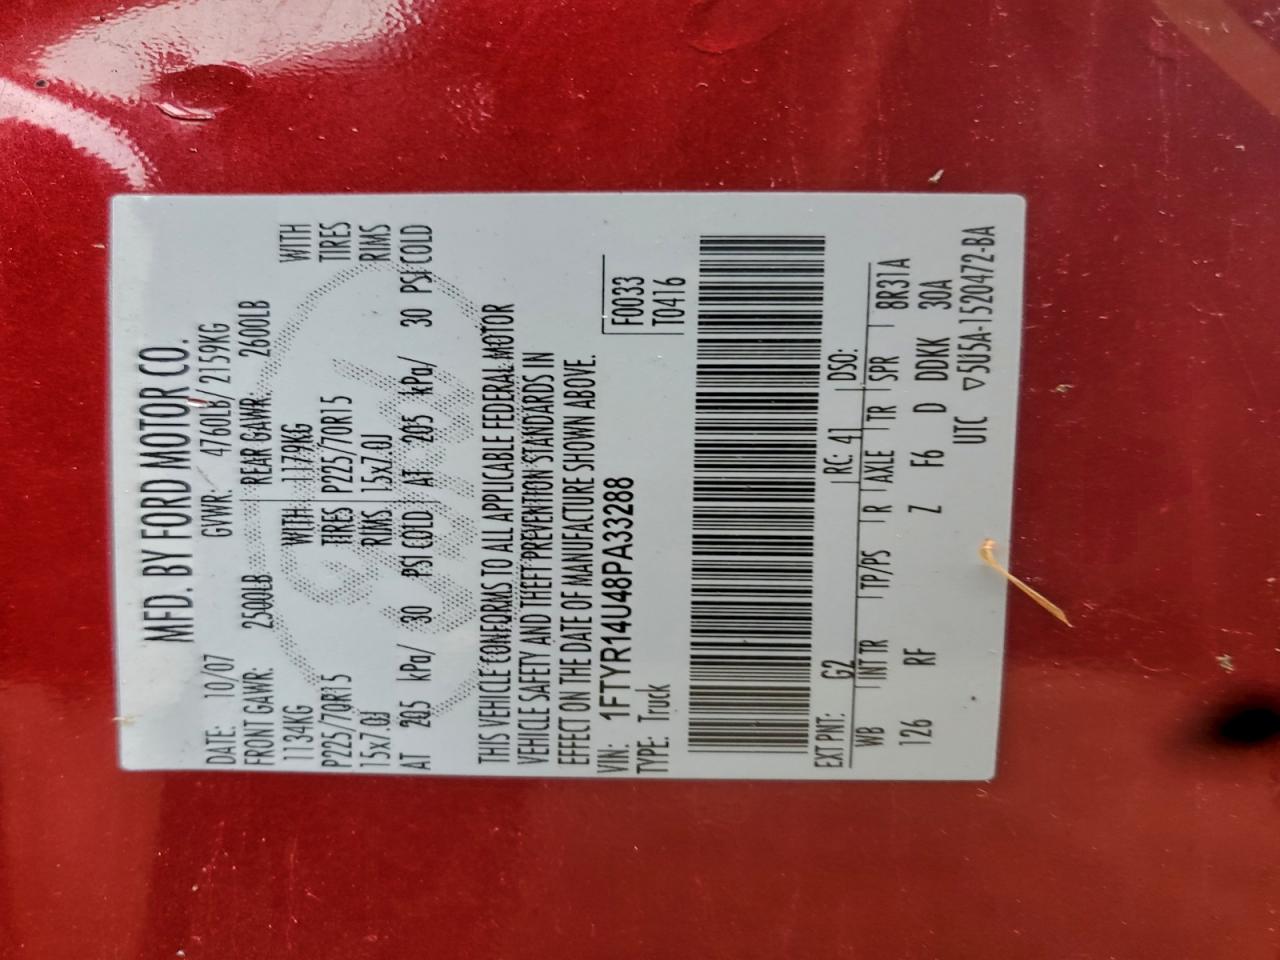 MFD. BY FORD MOTOR CO.
DATE: 10/07 GVWR: 4760LB/ 2159KG
FRONT GAWR: 2500LB REAR GAWR: 2600LB
1134KG WITH 1179KG WITH
P225/70R15 TIRES P225/70R15 TIRES
15x7.0J RIMS 15x7.0J RIMS
AT 205 kPa/ 30 PSI COLD AT 205 kPa/ 30 PSI COLD
THIS VEHICLE CONFORMS TO ALL APPLICABLE FEDERAL MOTOR
VEHICLE SAFETY AND THEFT PREVENTION STANDARDS IN
EFFECT ON THE DATE OF MANUFACTURE SHOWN ABOVE.
VIN: 1FTYR14U48PA33288 F0033
TYPE: Truck T0416
EXT PNT: G2 RC: 41 DSO:
WB INT TR TP/PS R AXLE TR SPR 8R31A
126 RF Z F6 D DDKK 30A
UTC ▽5U5A-1520472-BA